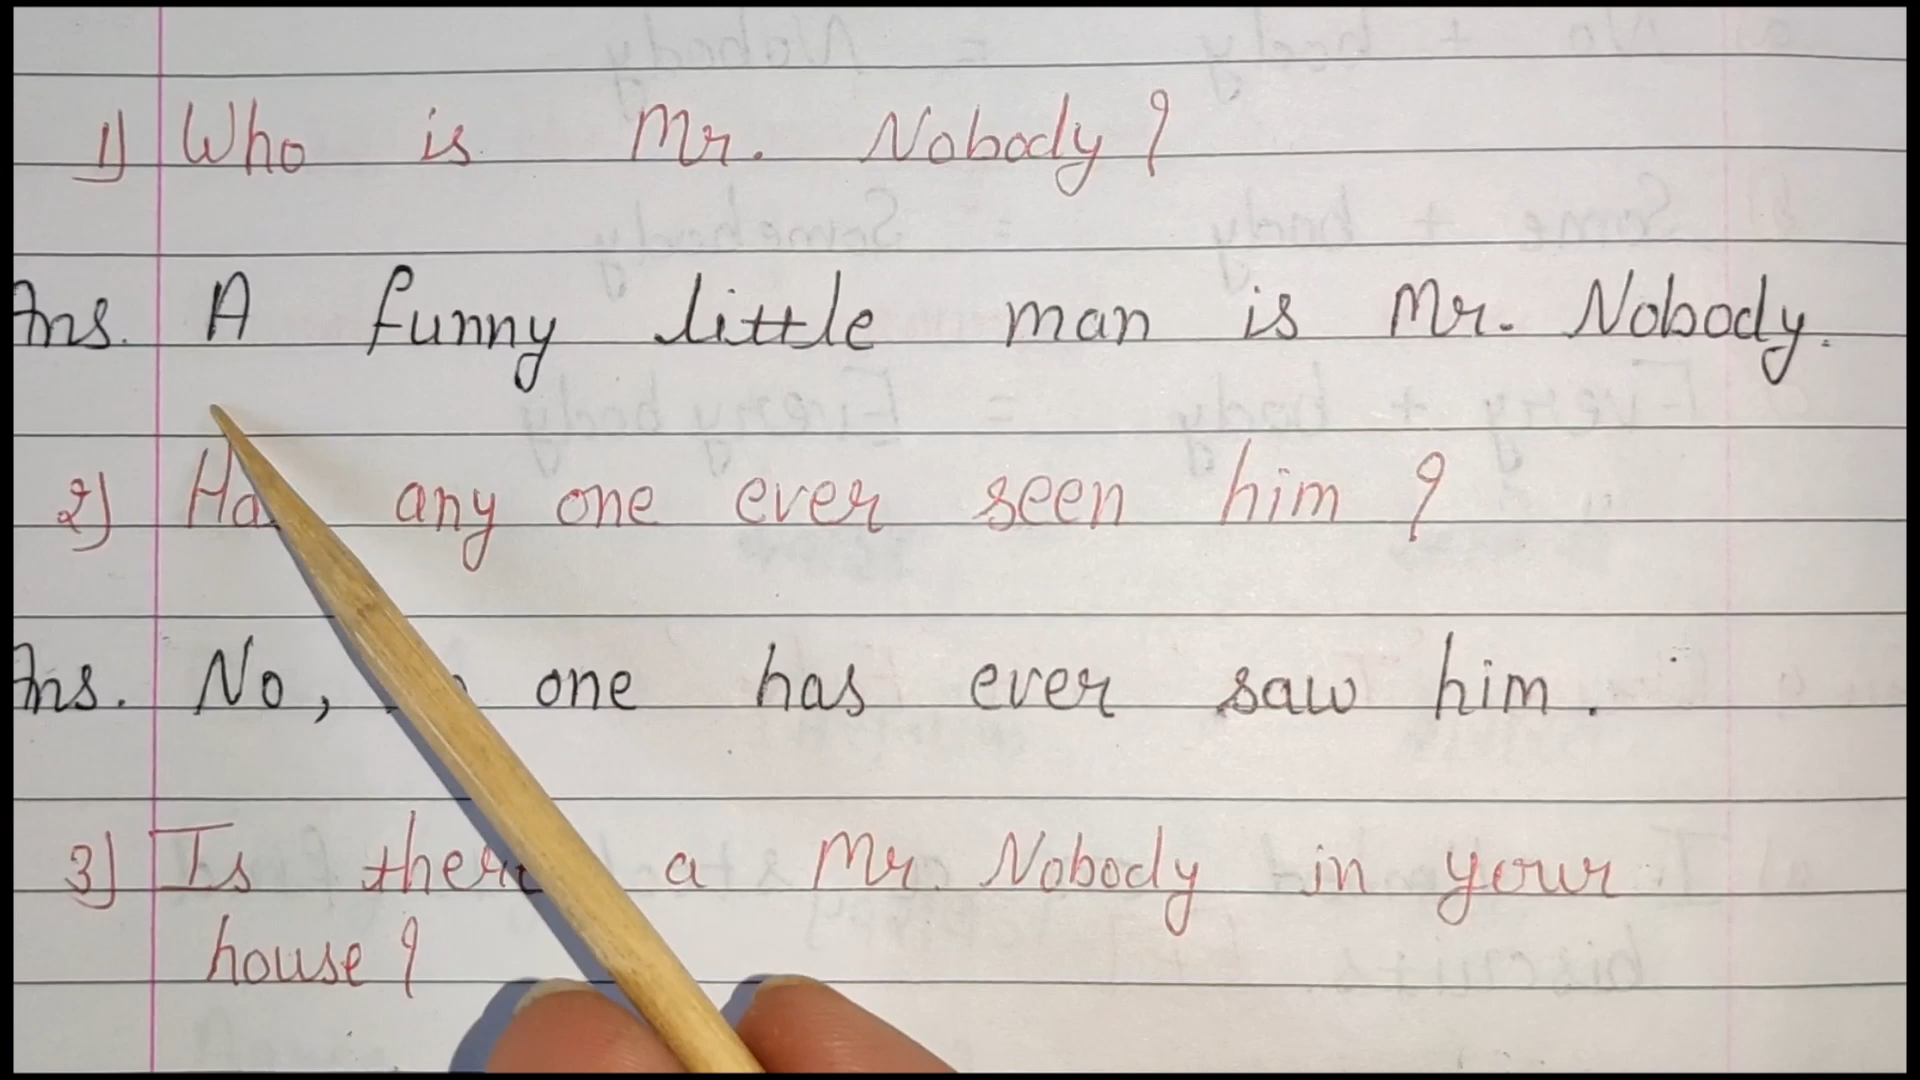 1) Who is Mr. Nobody?
Ans. A funny little man is Mr. Nobody.
2) any one ever seen him ?
Ans. No, one has ever saw him.
3) Is there a Mr. Nobody in your
house?